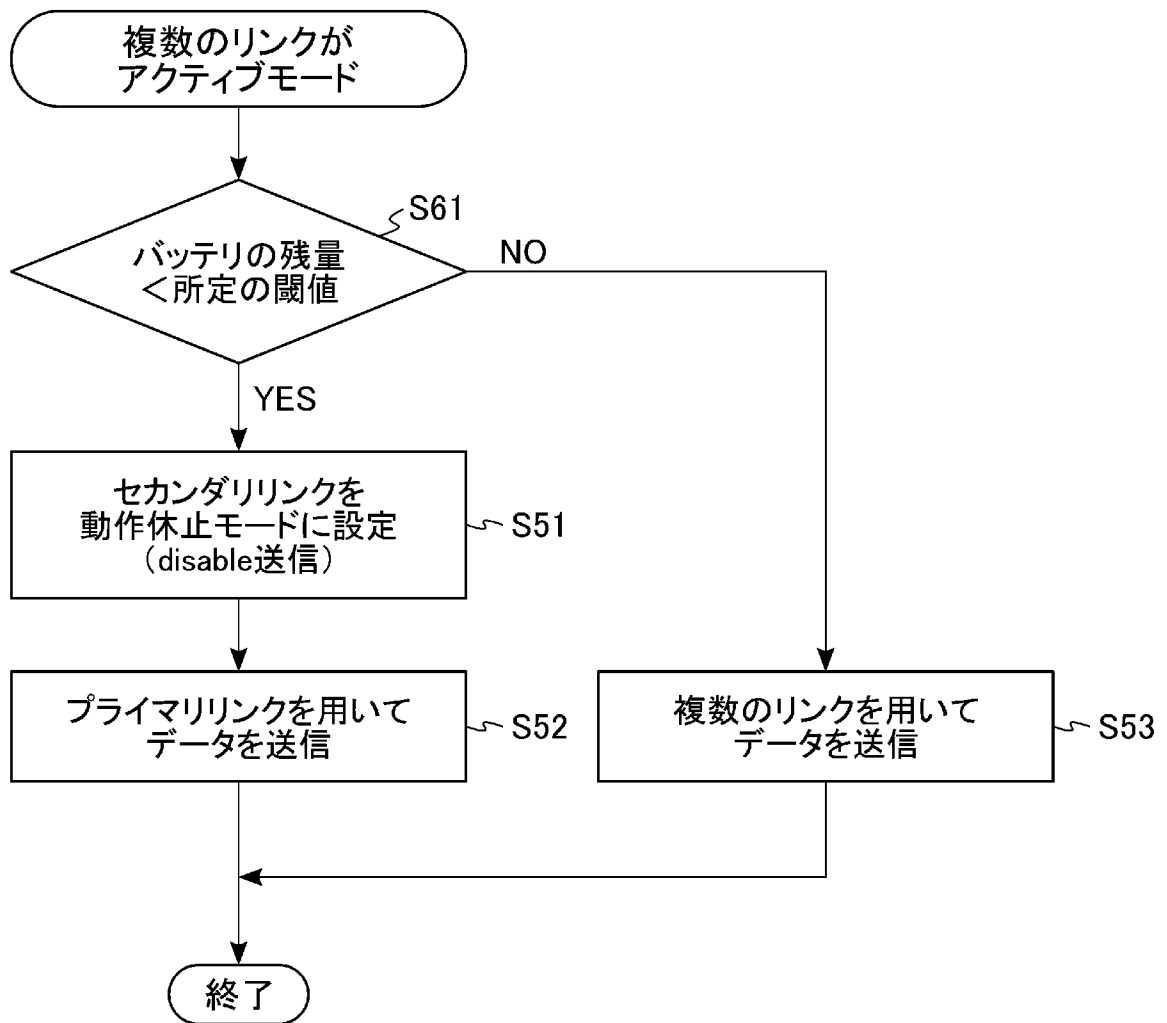 複数のリンクが
アクティブモード
S61
バッテリの残量
<所定の閾値
NO
YES
セカンダリリンクを
動作休止モードに設定
(disable送信)
S51
プライマリリンクを用いて
データを送信
S52
複数のリンクを用いて
データを送信
S53
終了